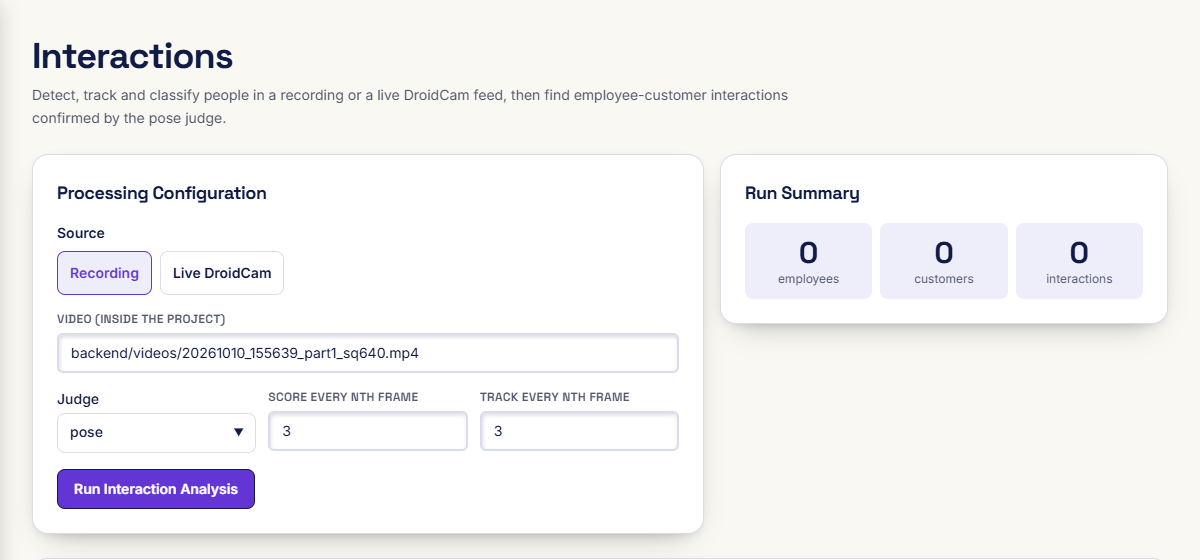 Interactions
Detect, track and classify people in a recording or a live DroidCam feed, then find employee-customer interactions
confirmed by the pose judge.
Processing Configuration
Source
Recording
Live DroidCam
VIDEO (INSIDE THE PROJECT)
backend/videos/20261010_155639_part1_sq640.mp4
Judge
pose
SCORE EVERY NTH FRAME
3
TRACK EVERY NTH FRAME
3
Run Interaction Analysis
Run Summary
0
employees
0
customers
0
interactions